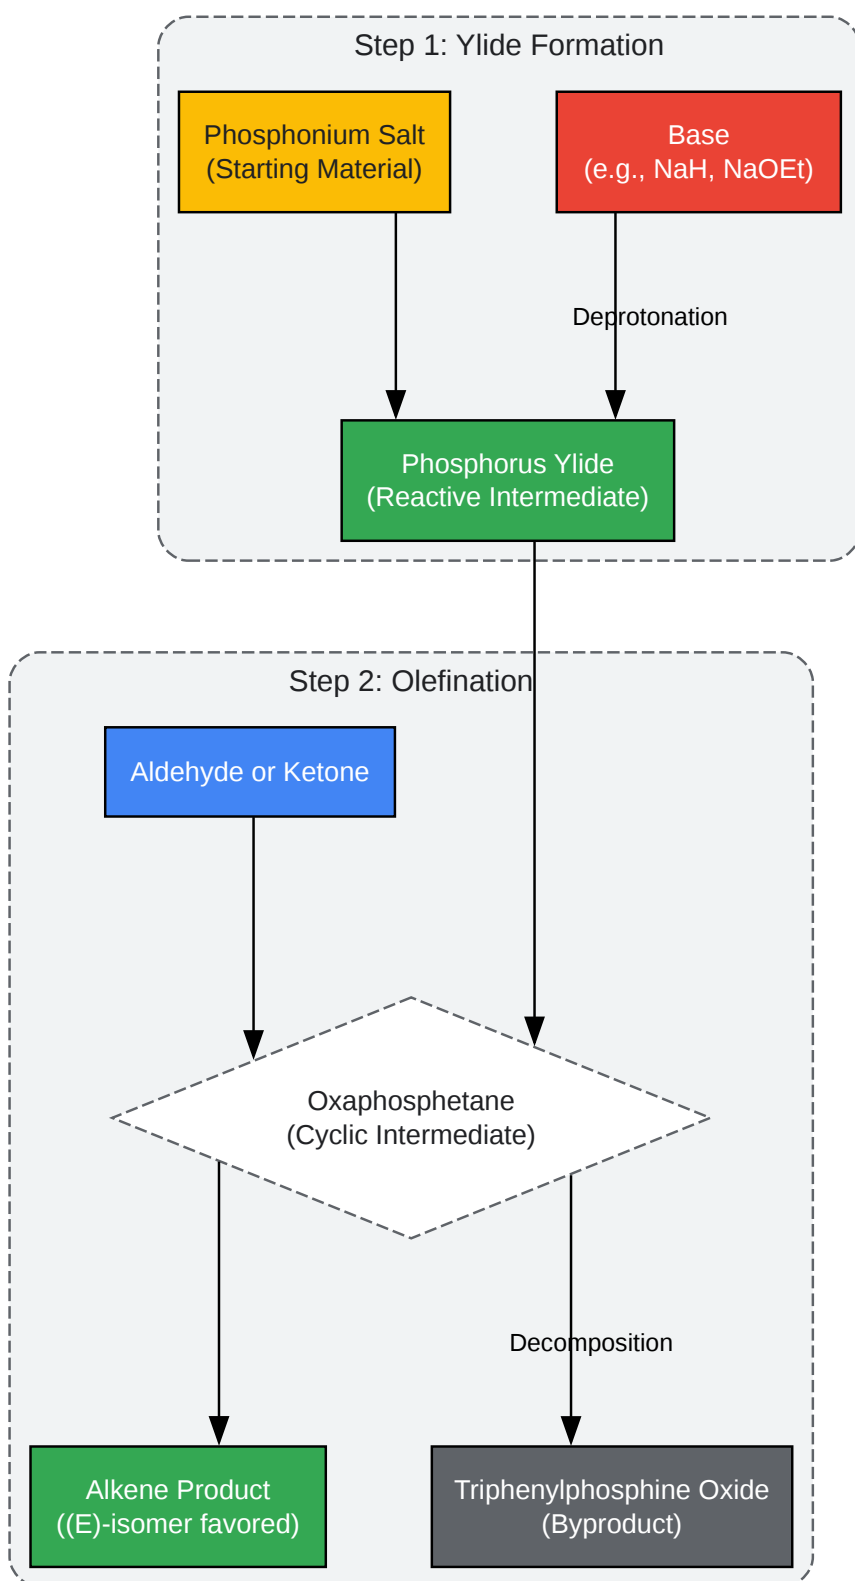 Step 1: Ylide Formation
Phosphonium Salt
(Starting Material)
Base
(e.g., NaH, NaOEt)
Deprotonation
Phosphorus Ylide
(Reactive Intermediate)
Step 2: Olefination
Aldehyde or Ketone
Oxaphosphetane
(Cyclic Intermediate)
Decomposition
Alkene Product
((E)-isomer favored)
Triphenylphosphine Oxide
(Byproduct)